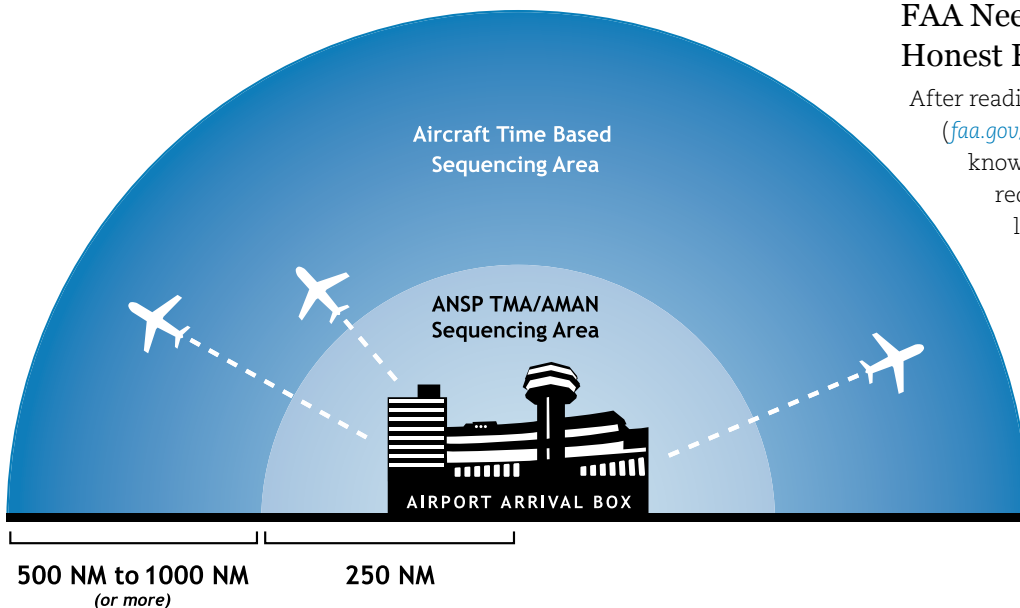 FAA Nee
Honest
After readi
(faa.gov/
know
rec
l
Aircraft Time Based
Sequencing Area
ANSP TMA/AMAN
Sequencing Area
AIRPORT ARRIVAL BOX
500 NM to 1000 NM
(or more)
250 NM